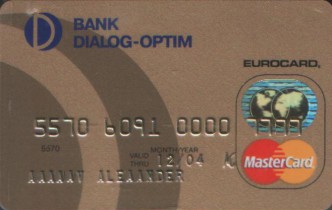 BANK
DIALOG-OPTIM
EUROCARD,
5570 6091 0000
5570
MONTH/YEAR
VALID
THRU
12/04
MasterCard
ALEXANDER